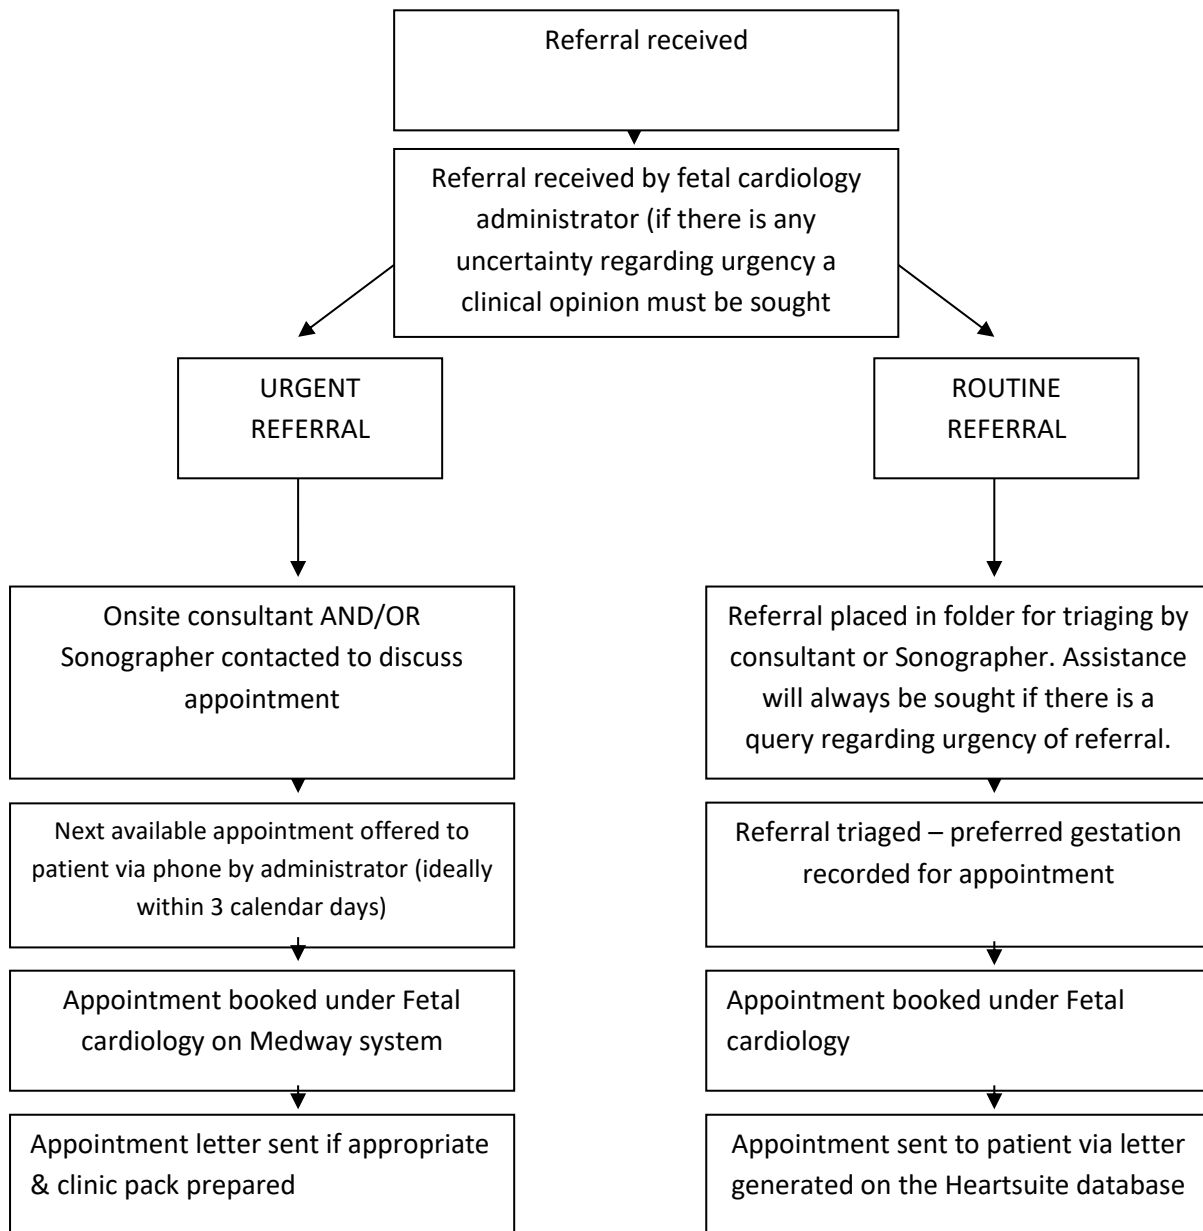 Referral received
Referral received by fetal cardiology
administrator (if there is any
uncertainty regarding urgency a
clinical opinion must be sought
URGENT
REFERRAL
ROUTINE
REFERRAL
Onsite consultant AND/OR
Sonographer contacted to discuss
appointment
Referral placed in folder for triaging by
consultant or Sonographer. Assistance
will always be sought if there is a
query regarding urgency of referral.
Next available appointment offered to
patient via phone by administrator (ideally
within 3 calendar days)
Referral triaged – preferred gestation
recorded for appointment
Appointment booked under Fetal
cardiology on Medway system
Appointment booked under Fetal
cardiology
Appointment letter sent if appropriate
& clinic pack prepared
Appointment sent to patient via letter
generated on the Heartsuite database